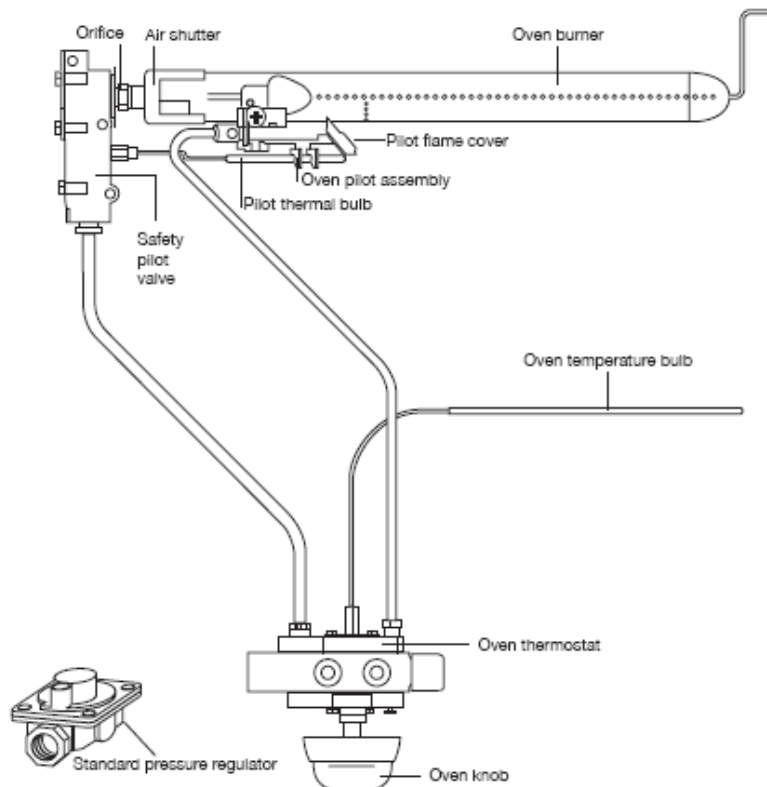 Orifice
Air shutter
Oven burner
Pilot flame cover
Oven pilot assembly
Pilot thermal bulb
Safety
pilot
valve
Oven temperature bulb
Oven thermostat
Standard pressure regulator
Oven knob